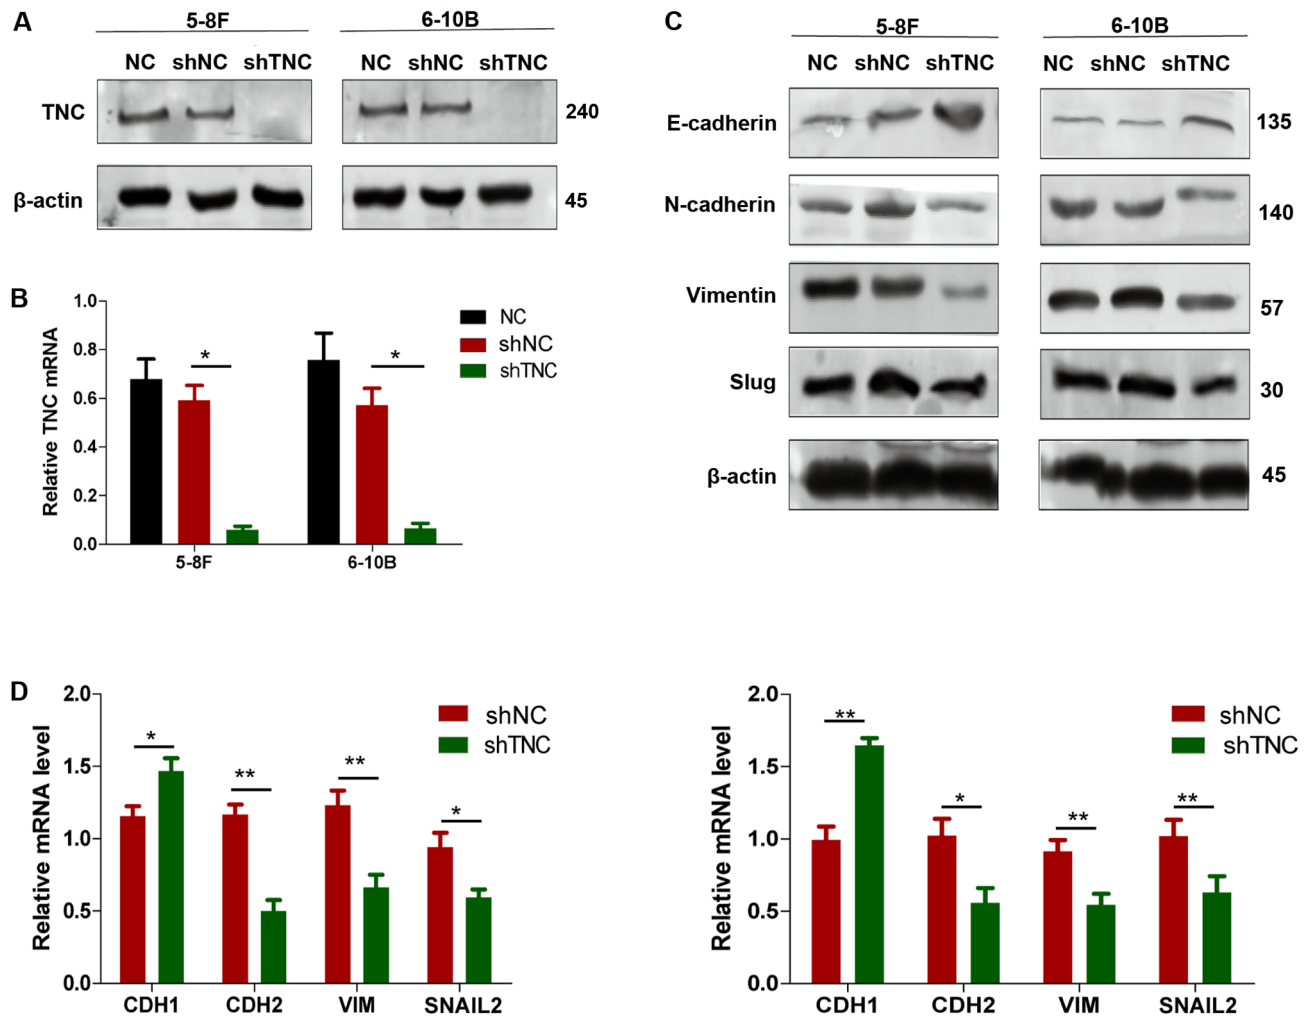 A
5-8F
6-10B
NC shNC shTNC
NC shNC shTNC
TNC
240
β-actin
45
B
Relative TNC mRNA
1.0
0.8
0.6
0.4
0.2
0.0
*
*
NC
shNC
shTNC
5-8F
6-10B
C
5-8F
6-10B
NC shNC shTNC
NC shNC shTNC
E-cadherin
135
N-cadherin
140
Vimentin
57
Slug
30
β-actin
45
D
Relative mRNA level
2.0
1.5
1.0
0.5
0.0
*
**
**
*
shNC
shTNC
CDH1
CDH2
VIM
SNAIL2
Relative mRNA level
2.0
1.5
1.0
0.5
0.0
**
*
**
**
shNC
shTNC
CDH1
CDH2
VIM
SNAIL2